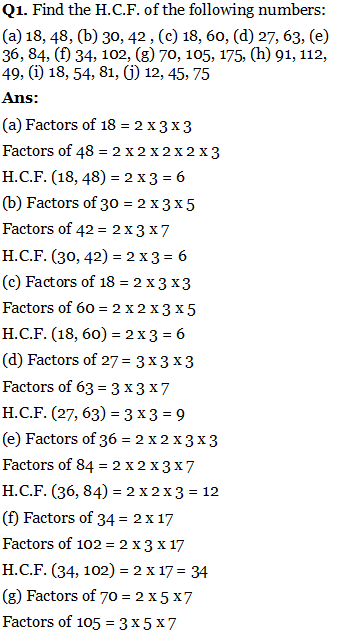 Q1. Find the H.C.F. of the following numbers:
(a) 18, 48, (b) 30, 42 , (c) 18, 60, (d) 27, 63, (e)
36, 84, (f) 34, 102, (g) 70, 105, 175, (h) 91, 112,
49, (i) 18, 54, 81, (j) 12, 45, 75
Ans:
(a) Factors of 18 = 2 x 3 x 3
Factors of 48 = 2 x 2 x 2 x 2 x 3
H.C.F. (18, 48) = 2 x 3 = 6
(b) Factors of 30 = 2 x 3 x 5
Factors of 42 = 2 x 3 x 7
H.C.F. (30, 42) = 2 x 3 = 6
(c) Factors of 18 = 2 x 3 x 3
Factors of 60 = 2 x 2 x 3 x 5
H.C.F. (18, 60) = 2 x 3 = 6
(d) Factors of 27 = 3 x 3 x 3
Factors of 63 = 3 x 3 x 7
H.C.F. (27, 63) = 3 x 3 = 9
(e) Factors of 36 = 2 x 2 x 3 x 3
Factors of 84 = 2 x 2 x 3 x 7
H.C.F. (36, 84) = 2 x 2 x 3 = 12
(f) Factors of 34 = 2 x 17
Factors of 102 = 2 x 3 x 17
H.C.F. (34, 102) = 2 x 17 = 34
(g) Factors of 70 = 2 x 5 x 7
Factors of 105 = 3 x 5 x 7